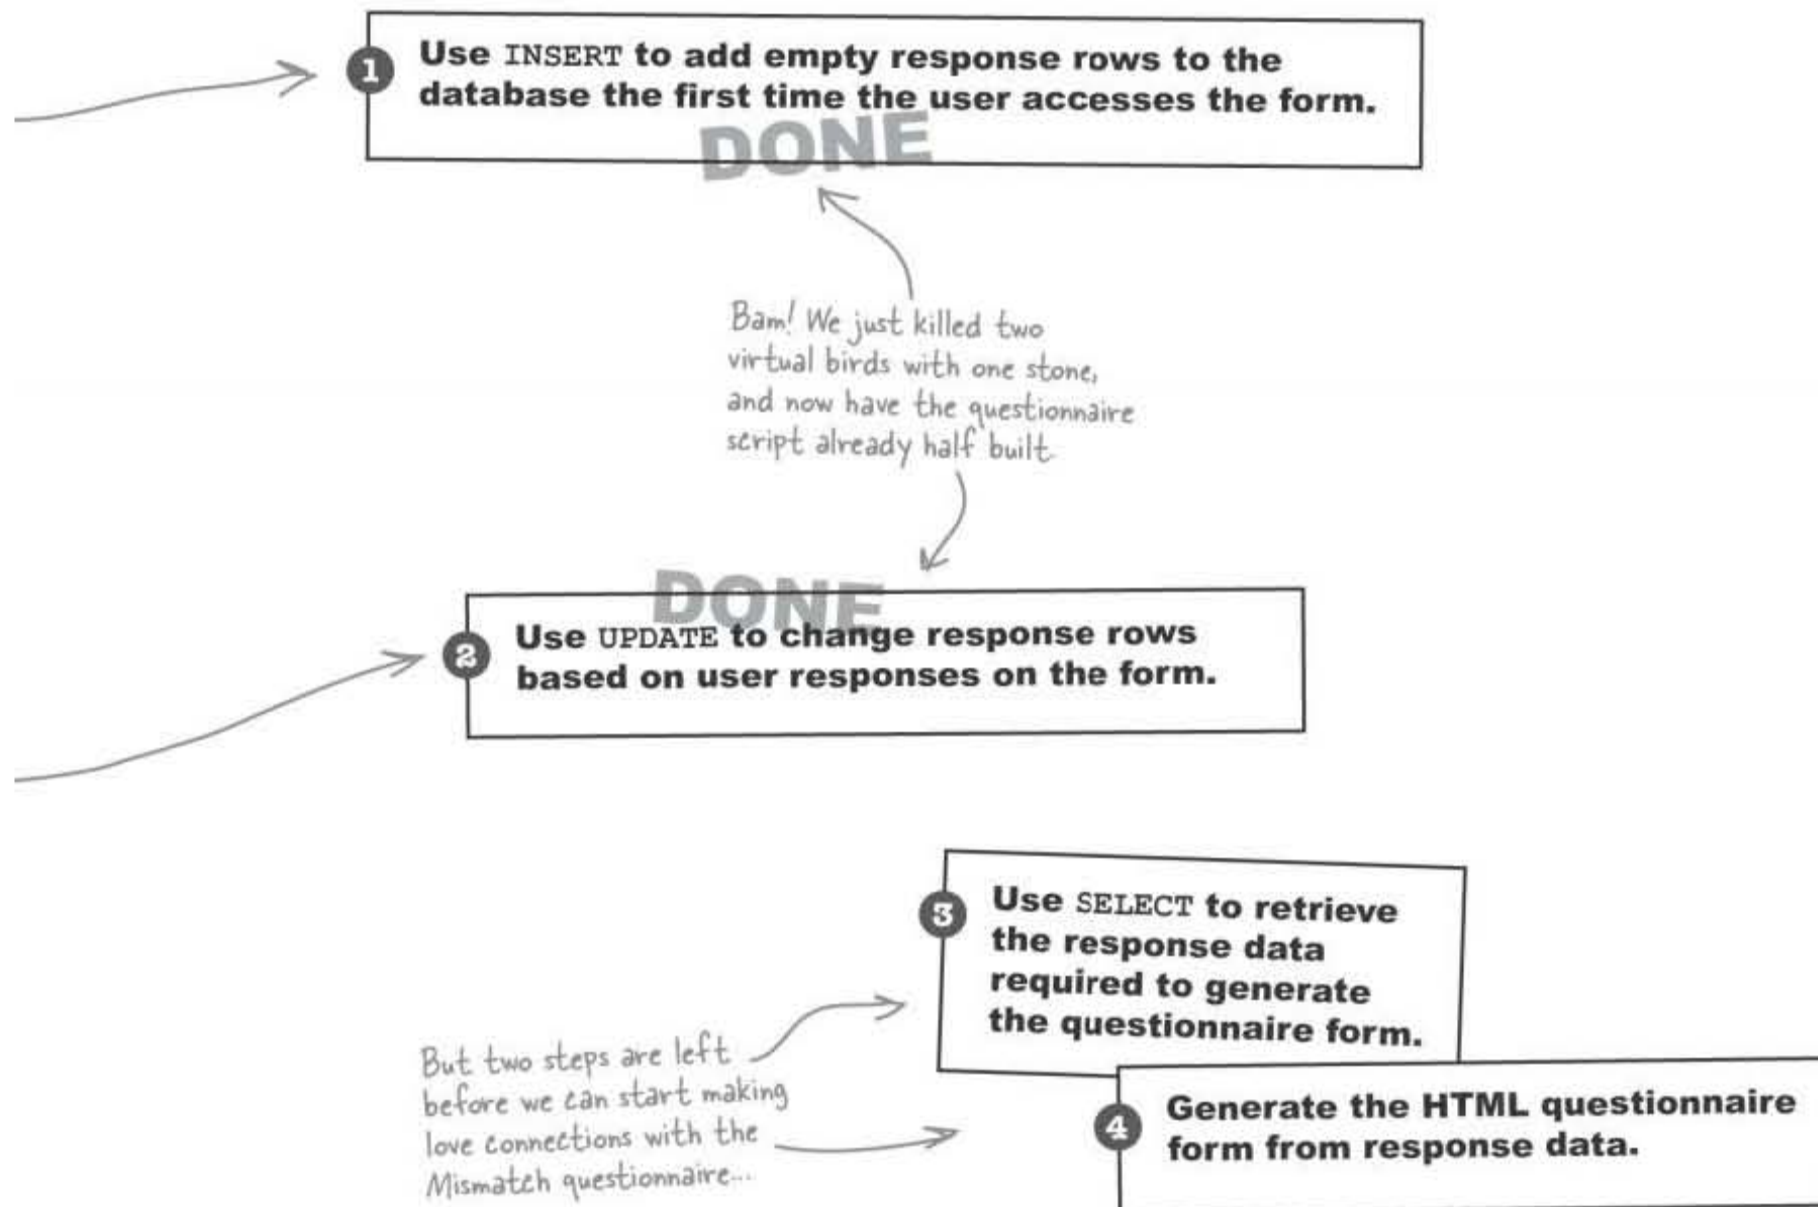 1
Use INSERT to add empty response rows to the
database the first time the user accesses the form.
DONE
Bam! We just killed two
virtual birds with one stone,
and now have the questionnaire
script already half built.
DONE
2
Use UPDATE to change response rows
based on user responses on the form.
3
Use SELECT to retrieve
the response data
required to generate
the questionnaire form.
But two steps are left
before we can start making
love connections with the
Mismatch questionnaire...
4
Generate the HTML questionnaire
form from response data.